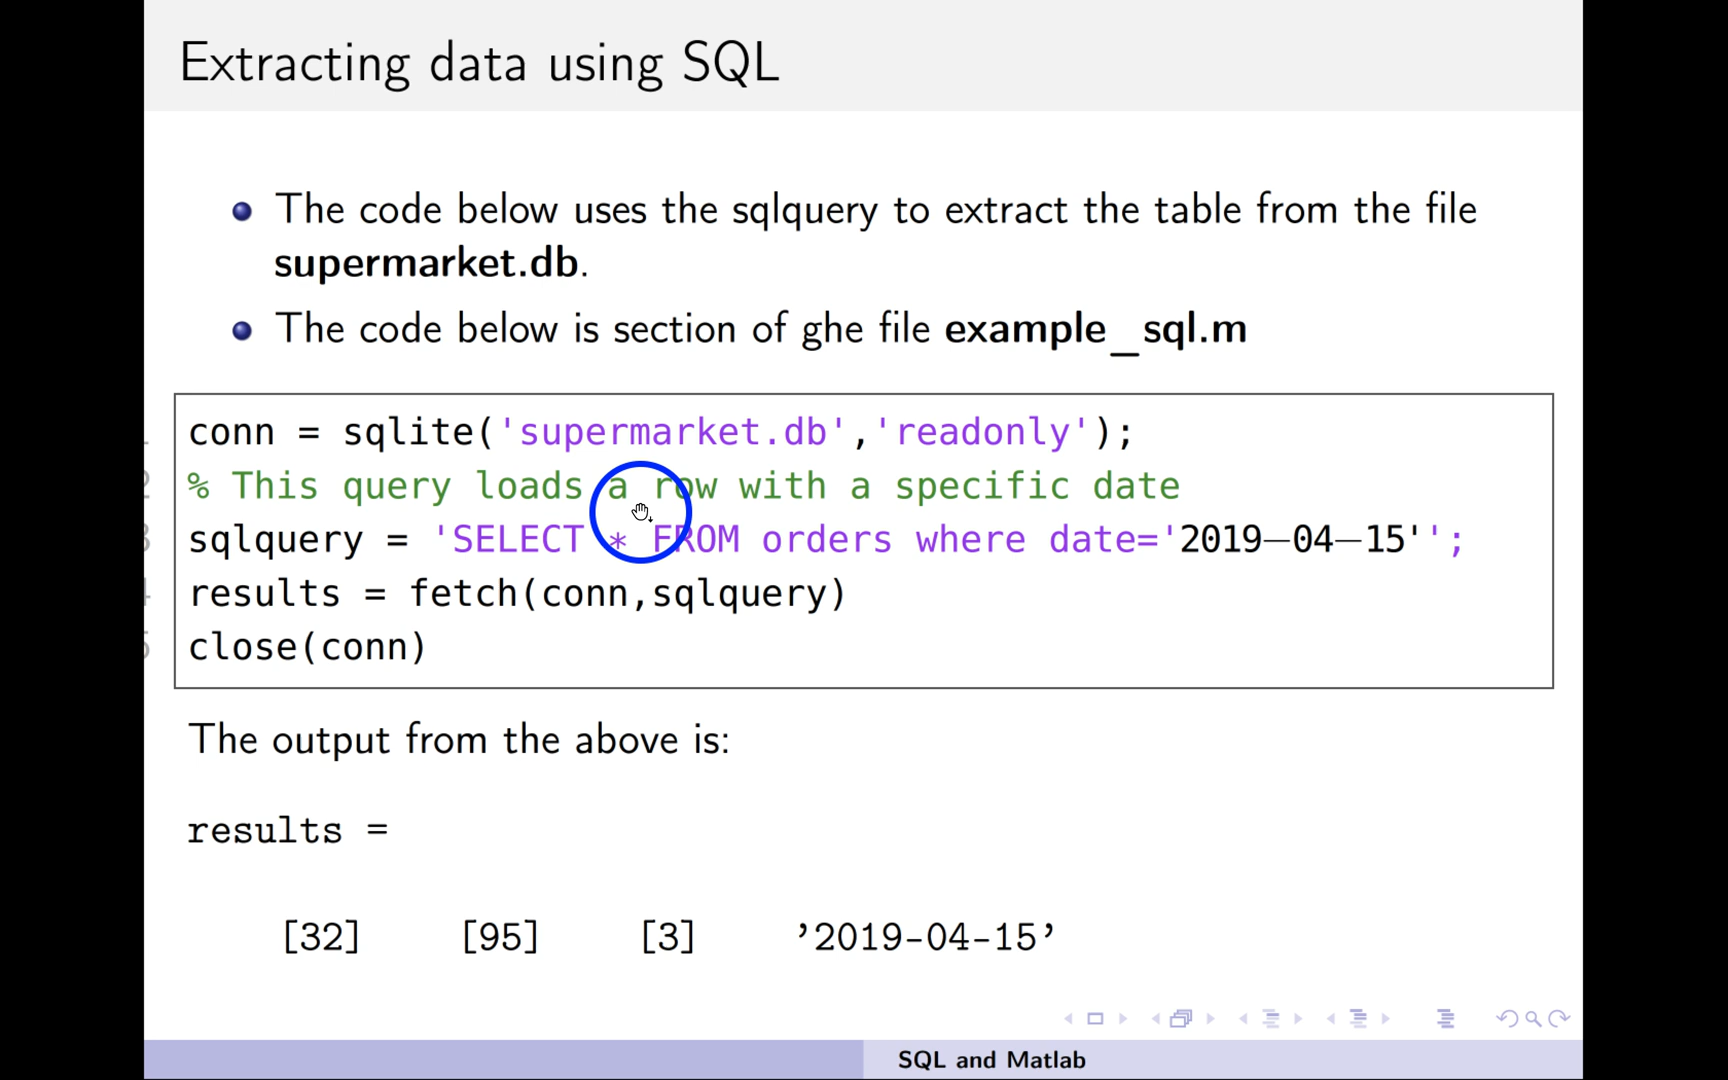 Extracting data using SQL
The code below uses the sqlquery to extract the table from the file
supermarket.db.
The code below is section of ghe file example_sql.m
conn = sqlite('supermarket.db','readonly');
% This query loads a row with a specific date
sqlquery = 'SELECT * FROM orders where date='2019−04−15'';
results = fetch(conn,sqlquery)
close(conn)
The output from the above is:
results =
[32] [95] [3] ’2019-04-15’
SQL and Matlab